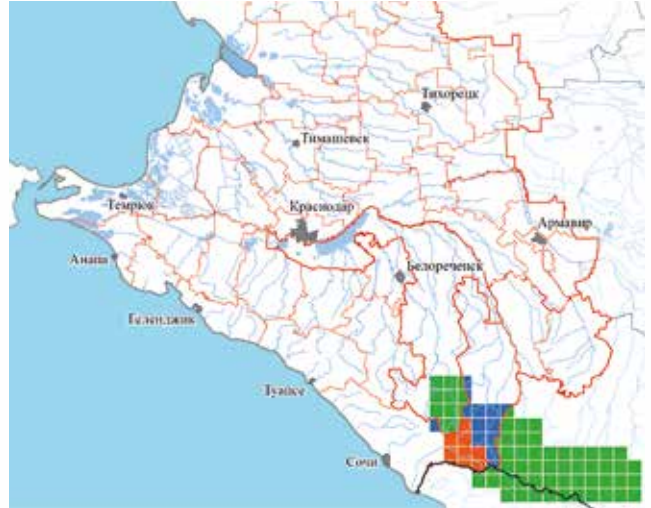 Тихорецк
Тимашевск
Темрюк
Краснодар
Армавир
Анапа
Белореченск
Геленджик
Туапсе
Сочи